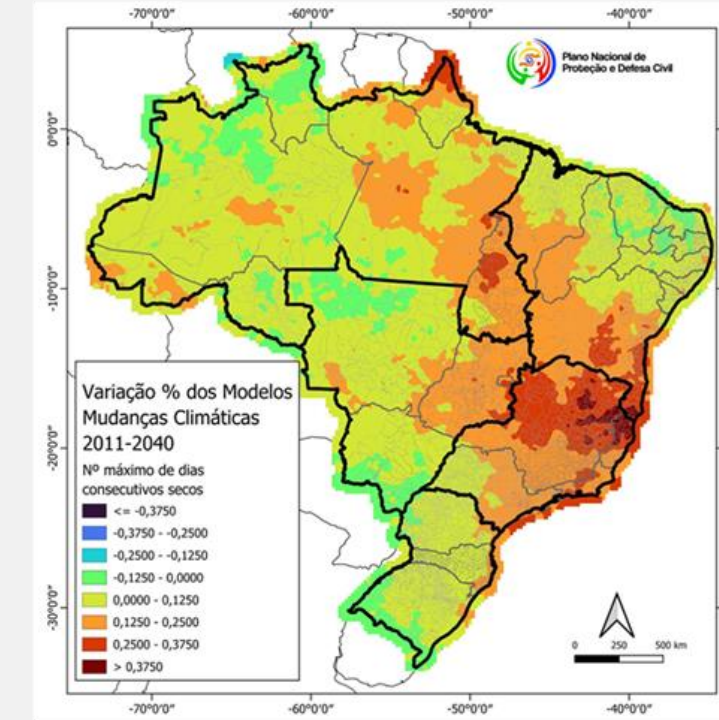 -70°0'0" -60°0'0" -50°0'0" -40°0'0"
Plano Nacional de
Proteção e Defesa Civil
0°0'0"
-10°0'0"
-20°0'0"
-30°0'0"
Variação % dos Modelos
Mudanças Climáticas
2011-2040
Nº máximo de dias
consecutivos secos
<= -0,3750
-0,3750 - -0,2500
-0,2500 - -0,1250
-0,1250 - 0,0000
0,0000 - 0,1250
0,1250 - 0,2500
0,2500 - 0,3750
> 0,3750
0 250 500 km
-70°0'0" -60°0'0" -50°0'0" -40°0'0"